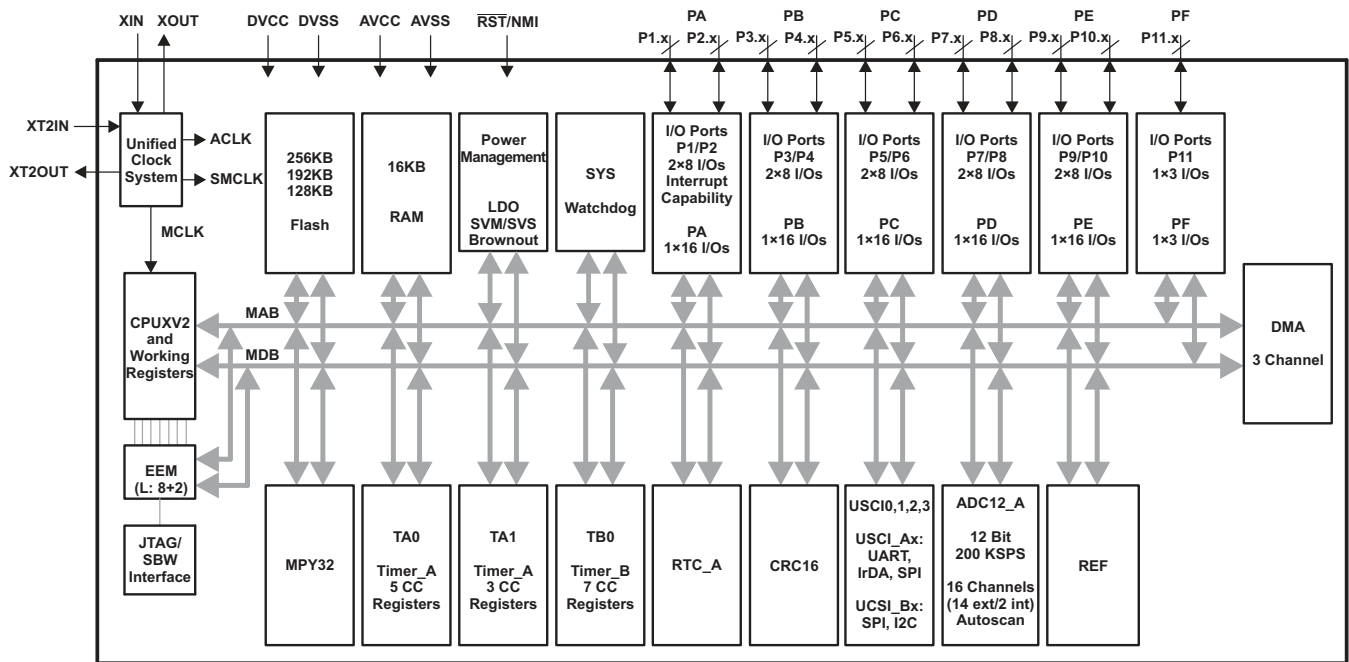 XIN
XOUT
DVCC
DVSS
AVCC
AVSS
RST/NMI
PA
P1.x
P2.x
PB
P3.x
P4.x
PC
P5.x
P6.x
PD
P7.x
P8.x
PE
P9.x
P10.x
PF
P11.x
XT2IN
XT2OUT
Unified
Clock
System
ACLK
SMCLK
MCLK
256KB
192KB
128KB
Flash
16KB
RAM
Power
Management
LDO
SVM/SVS
Brownout
SYS
Watchdog
I/O Ports
P1/P2
2×8 I/Os
Interrupt
Capability
PA
1×16 I/Os
I/O Ports
P3/P4
2×8 I/Os
PB
1×16 I/Os
I/O Ports
P5/P6
2×8 I/Os
PC
1×16 I/Os
I/O Ports
P7/P8
2×8 I/Os
PD
1×16 I/Os
I/O Ports
P9/P10
2×8 I/Os
PE
1×16 I/Os
I/O Ports
P11
1×3 I/Os
PF
1×3 I/Os
CPUXV2
and
Working
Registers
MAB
MDB
DMA
3 Channel
EEM
(L: 8+2)
JTAG/
SBW
Interface
MPY32
TA0
Timer_A
5 CC
Registers
TA1
Timer_A
3 CC
Registers
TB0
Timer_B
7 CC
Registers
RTC_A
CRC16
USCI0,1,2,3
USCI_Ax:
UART,
IrDA, SPI
UCSI_Bx:
SPI, I2C
ADC12_A
12 Bit
200 KSPS
16 Channels
(14 ext/2 int)
Autoscan
REF